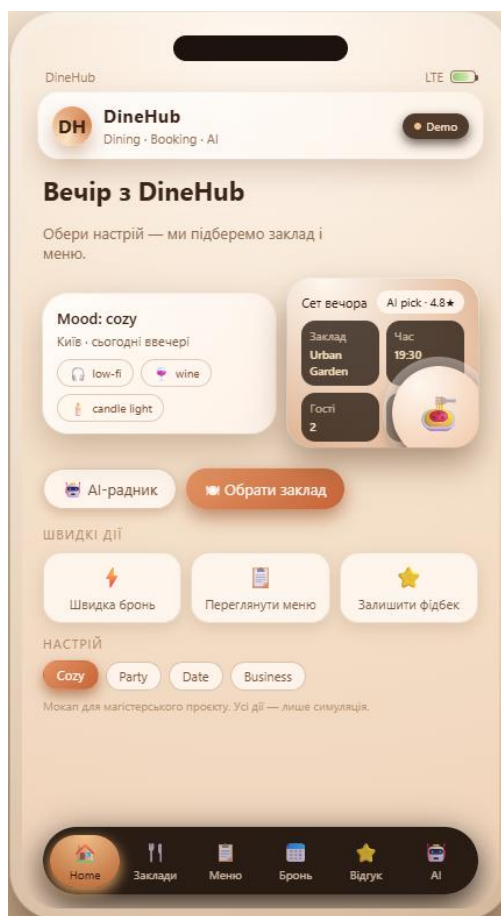 DineHub
LTE
DH
DineHub
Dining · Booking · AI
Demo
Вечір з DineHub
Обери настрій — ми підберемо заклад і
меню.
Mood: cozy
Київ · сьогодні ввечері
low-fi
wine
candle light
Сет вечора
AI pick · 4.8★
Заклад
Urban
Garden
Час
19:30
Гості
2
AI-радник
Обрати заклад
ШВИДКІ ДІЇ
Швидка бронь
Переглянути меню
Залишити фідбек
НАСТРІЙ
Cozy
Party
Date
Business
Мокап для магістерського проєкту. Усі дії — лише симуляція.
Home
Заклади
Меню
Бронь
Відгук
AI